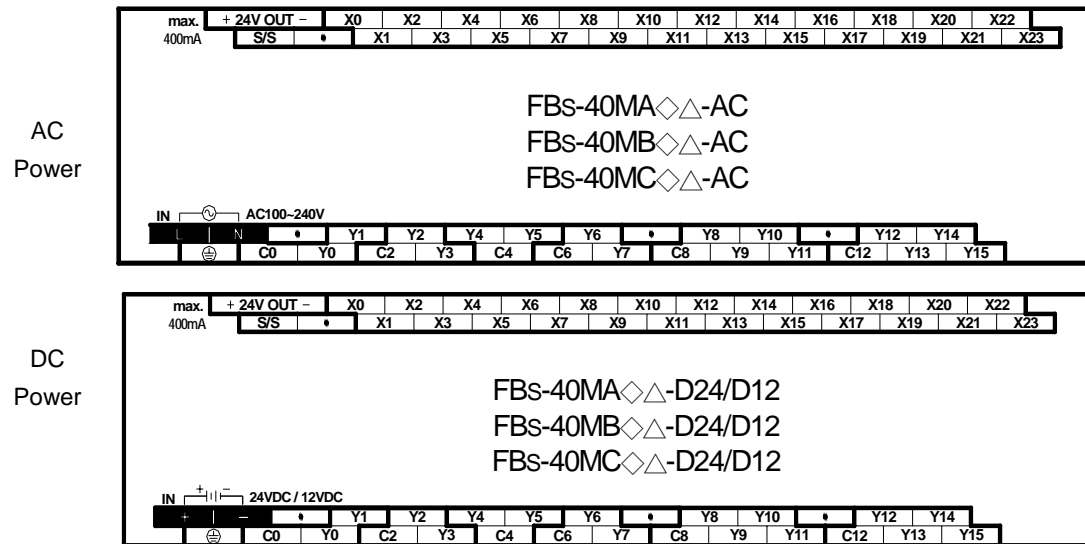 max. + 24V OUT − X0 X2 X4 X6 X8 X10 X12 X14 X16 X18 X20 X22
400mA S/S • X1 X3 X5 X7 X9 X11 X13 X15 X17 X19 X21 X23
AC
Power
FBs-40MA◇△-AC
FBs-40MB◇△-AC
FBs-40MC◇△-AC
IN AC100~240V
L N • Y1 Y2 Y4 Y5 Y6 • Y8 Y10 • Y12 Y14
C0 Y0 C2 Y3 C4 C6 Y7 C8 Y9 Y11 C12 Y13 Y15
max. + 24V OUT − X0 X2 X4 X6 X8 X10 X12 X14 X16 X18 X20 X22
400mA S/S • X1 X3 X5 X7 X9 X11 X13 X15 X17 X19 X21 X23
DC
Power
FBs-40MA◇△-D24/D12
FBs-40MB◇△-D24/D12
FBs-40MC◇△-D24/D12
IN + − 24VDC / 12VDC
+ − • Y1 Y2 Y4 Y5 Y6 • Y8 Y10 • Y12 Y14
C0 Y0 C2 Y3 C4 C6 Y7 C8 Y9 Y11 C12 Y13 Y15